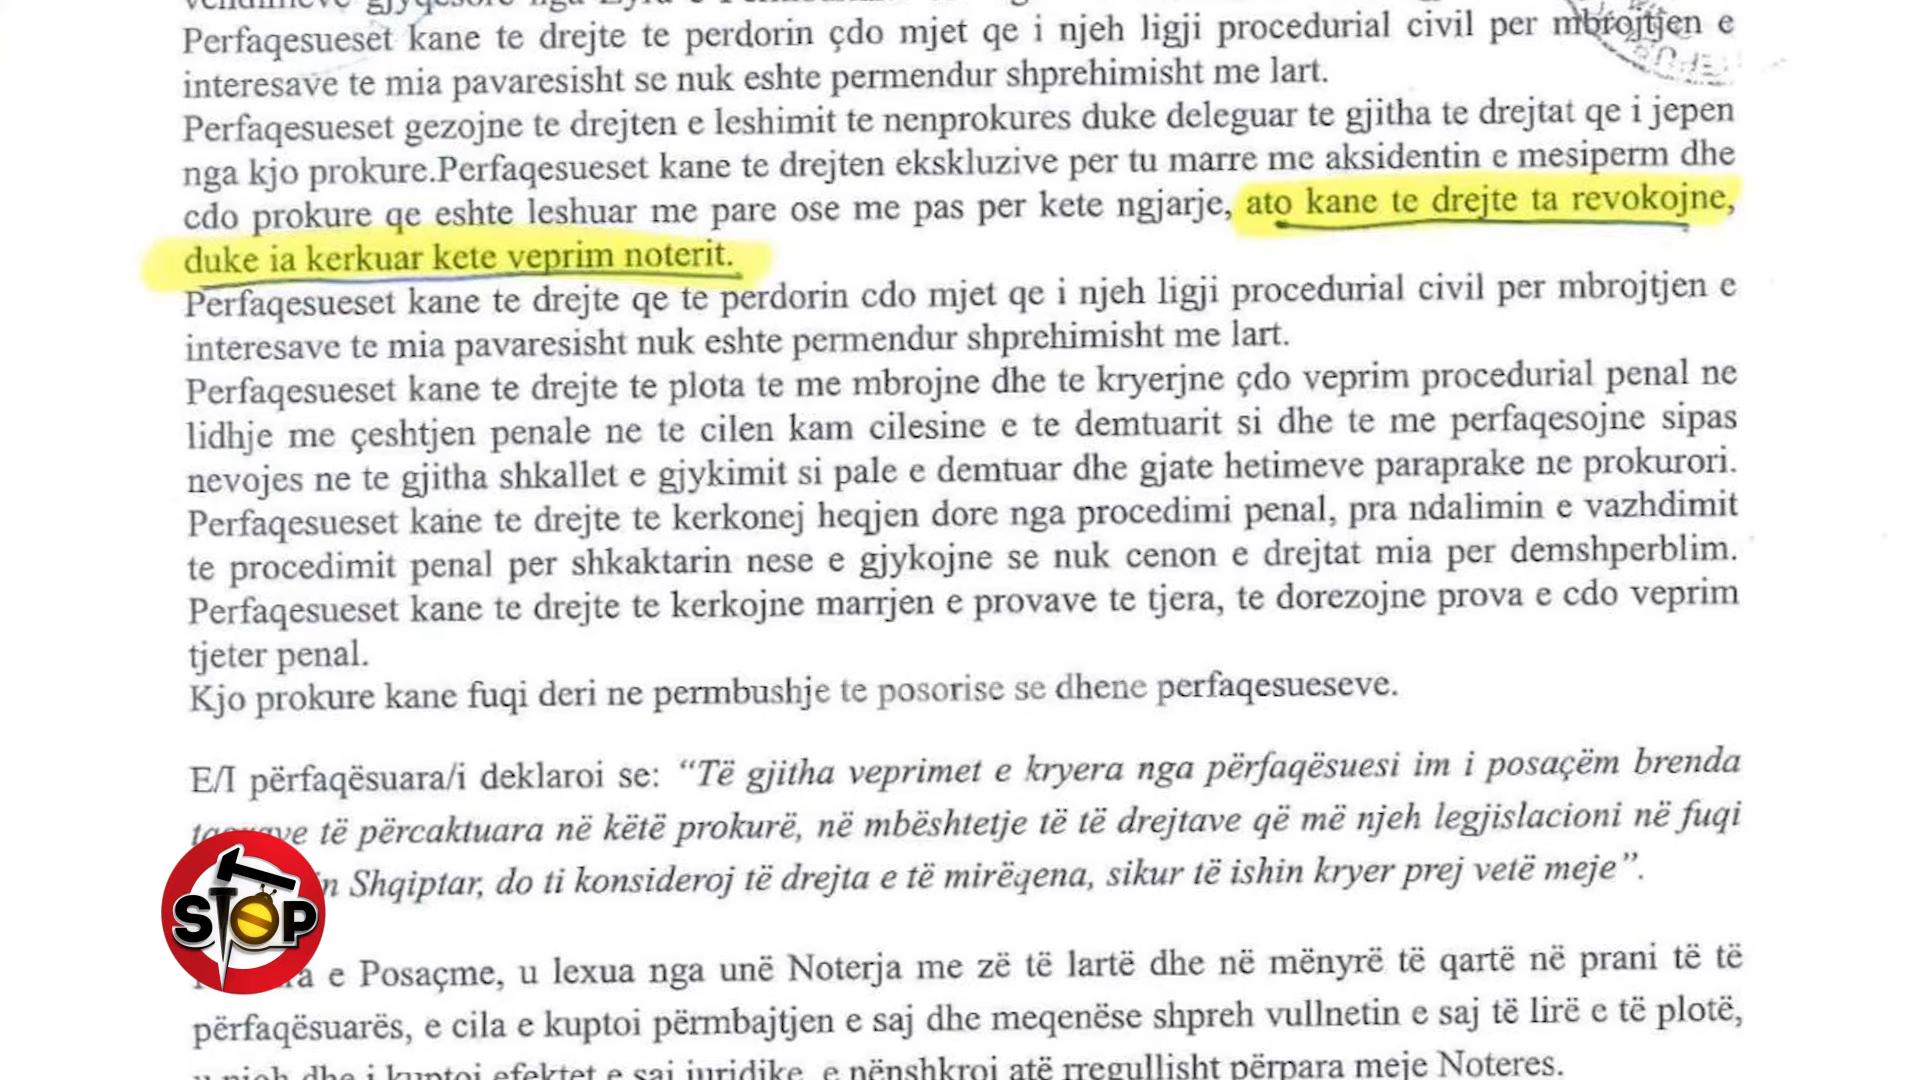 Perfaqesueset kane te drejte te perdorin çdo mjet qe i njeh ligji procedurial civil per mbrojtjen e
interesave te mia pavaresisht se nuk eshte permendur shprehimisht me lart.
Perfaqesueset gezojne te drejten e leshimit te nenprokures duke deleguar te gjitha te drejtat qe i jepen
nga kjo prokure.Perfaqesueset kane te drejten ekskluzive per tu marre me aksidentin e mesiperm dhe
cdo prokure qe eshte leshuar me pare ose me pas per kete ngjarje, ato kane te drejte ta revokojne,
duke ia kerkuar kete veprim noterit.
Perfaqesueset kane te drejte qe te perdorin cdo mjet qe i njeh ligji procedurial civil per mbrojtjen e
interesave te mia pavaresisht nuk eshte permendur shprehimisht me lart.
Perfaqesueset kane te drejte te plota te me mbrojne dhe te kryerjne çdo veprim procedurial penal ne
lidhje me çeshtjen penale ne te cilen kam cilesine e te demtuarit si dhe te me perfaqesojne sipas
nevojes ne te gjitha shkallet e gjykimit si pale e demtuar dhe gjate hetimeve paraprake ne prokurori.
Perfaqesueset kane te drejte te kerkonej heqjen dore nga procedimi penal, pra ndalimin e vazhdimit
te procedimit penal per shkaktarin nese e gjykojne se nuk cenon e drejtat mia per demshperblim.
Perfaqesueset kane te drejte te kerkojne marrjen e provave te tjera, te dorezojne prova e cdo veprim
tjeter penal.
Kjo prokure kane fuqi deri ne permbushje te posorise se dhene perfaqesueseve.
E/I përfaqësuara/i deklaroi se: “Të gjitha veprimet e kryera nga përfaqësuesi im i posaçëm brenda
të përcaktuara në këtë prokurë, në mbështetje të të drejtave që më njeh legjislacioni në fuqi
Shqiptar, do ti konsideroj të drejta e të mirëqena, sikur të ishin kryer prej vetë meje”.
STOP
e Posaçme, u lexua nga unë Noterja me zë të lartë dhe në mënyrë të qartë në prani të të
përfaqësuarës, e cila e kuptoi përmbajtjen e saj dhe meqenëse shpreh vullnetin e saj të lirë e të plotë,
u njoh dhe i kuptoi efektet e saj juridike, e nënshkroi atë rregullisht përpara meje Noteres.